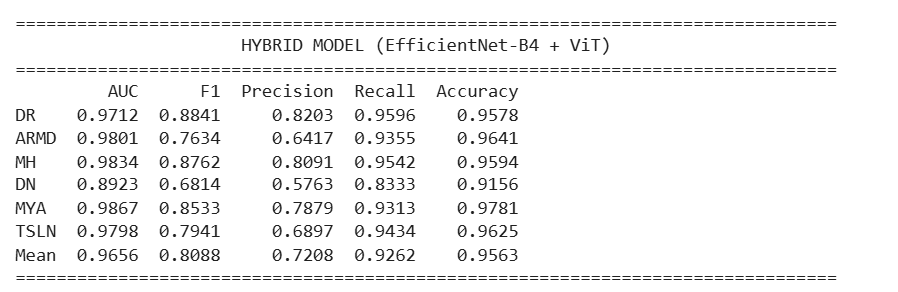 ================================================================================
HYBRID MODEL (EfficientNet-B4 + ViT)
================================================================================
AUC F1 Precision Recall Accuracy
DR 0.9712 0.8841 0.8203 0.9596 0.9578
ARMD 0.9801 0.7634 0.6417 0.9355 0.9641
MH 0.9834 0.8762 0.8091 0.9542 0.9594
DN 0.8923 0.6814 0.5763 0.8333 0.9156
MYA 0.9867 0.8533 0.7879 0.9313 0.9781
TSLN 0.9798 0.7941 0.6897 0.9434 0.9625
Mean 0.9656 0.8088 0.7208 0.9262 0.9563
================================================================================